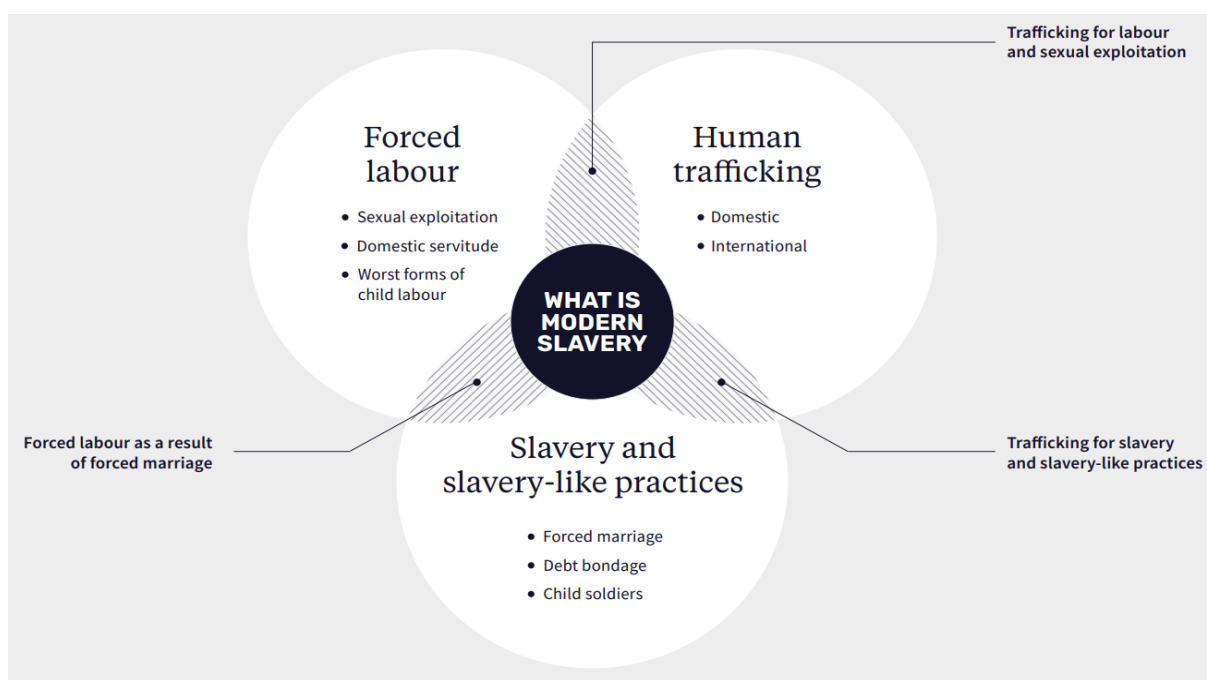 Trafficking for labour
and sexual exploitation
Forced
labour
• Sexual exploitation
• Domestic servitude
• Worst forms of
child labour
Human
trafficking
• Domestic
• International
WHAT IS
MODERN
SLAVERY
Forced labour as a result
of forced marriage
Slavery and
slavery-like practices
• Forced marriage
• Debt bondage
• Child soldiers
Trafficking for slavery
and slavery-like practices